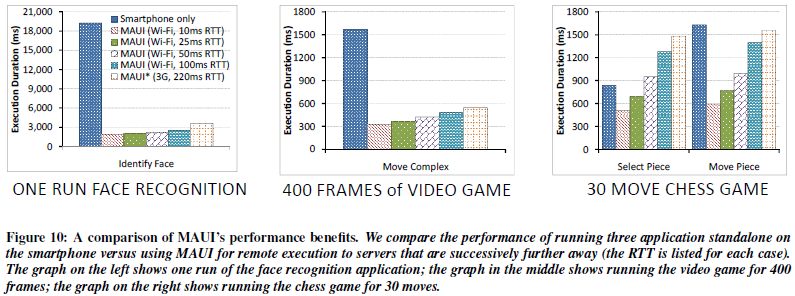 21,000
18,000
15,000
12,000
9,000
6,000
3,000
0
Execution Duration (ms)
Smartphone only
MAUI (Wi-Fi, 10ms RTT)
MAUI (Wi-Fi, 25ms RTT)
MAUI (Wi-Fi, 50ms RTT)
MAUI (Wi-Fi, 100ms RTT)
MAUI* (3G, 220ms RTT)
Identify Face
ONE RUN FACE RECOGNITION
1800
1500
1200
900
600
300
0
Execution Duration (ms)
Move Complex
400 FRAMES of VIDEO GAME
1800
1500
1200
900
600
300
0
Execution Duration (ms)
Select Piece
Move Piece
30 MOVE CHESS GAME
Figure 10: A comparison of MAUI's performance benefits. We compare the performance of running three application standalone on
the smartphone versus using MAUI for remote execution to servers that are successively further away (the RTT is listed for each case).
The graph on the left shows one run of the face recognition application; the graph in the middle shows running the video game for 400
frames; the graph on the right shows running the chess game for 30 moves.